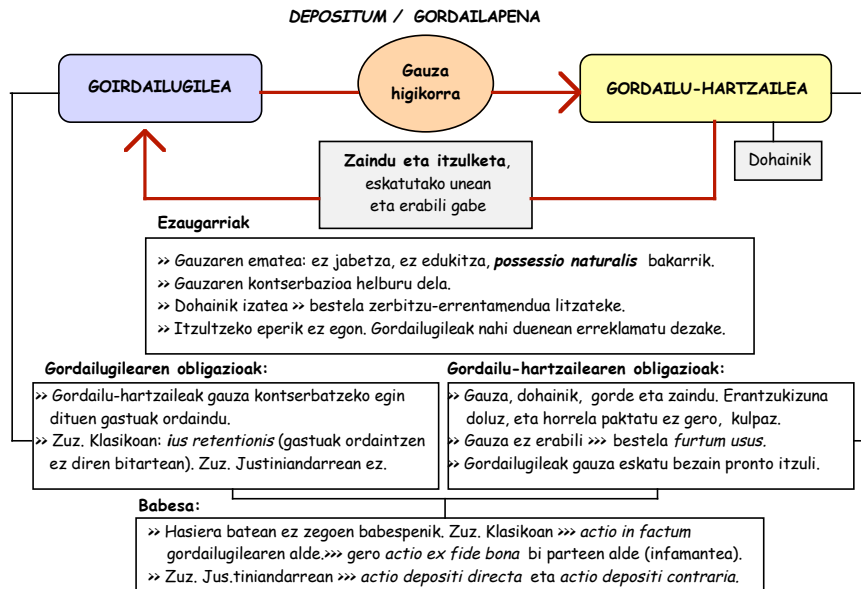 DEPOSITUM / GORDAILAPENA
GOIRDAILUGILEA
Gauza
higikorra
GORDAILU-HARTZAILEA
Zaindu eta itzulketa,
eskatutako unean
eta erabili gabe
Dohainik
Ezaugarriak
>> Gauzaren ematea: ez jabetza, ez edukitza, possessio naturalis bakarrik.
>> Gauzaren kontserbazioa helburu dela.
>> Dohainik izatea >> bestela zerbitzu-errentamendua litzateke.
>> Itzultzeko eperik ez egon. Gordailugileak nahi duenean erreklamatu dezake.
Gordailugilearen obligazioak:
>> Gordailu-hartzaileak gauza kontserbatzeko egin
dituen gastuak ordaindu.
>> Zuz. Klasikoan: ius retentionis (gastuak ordaintzen
ez diren bitartean). Zuz. Justiniandarrean ez.
Gordailu-hartzailearen obligazioak:
>> Gauza, dohainik, gorde eta zaindu. Erantzukizuna
doluz, eta horrela paktatu ez gero, kulpaz.
>> Gauza ez erabili >>> bestela furtum usus.
>> Gordailugileak gauza eskatu bezain pronto itzuli.
Babesa:
>> Hasiera batean ez zegoen babespenik. Zuz. Klasikoan >>> actio in factum
gordailugilearen alde.>>> gero actio ex fide bona bi parteen alde (infamantea).
>> Zuz. Jus.tiniandarrean >>> actio depositi directa eta actio depositi contraria.